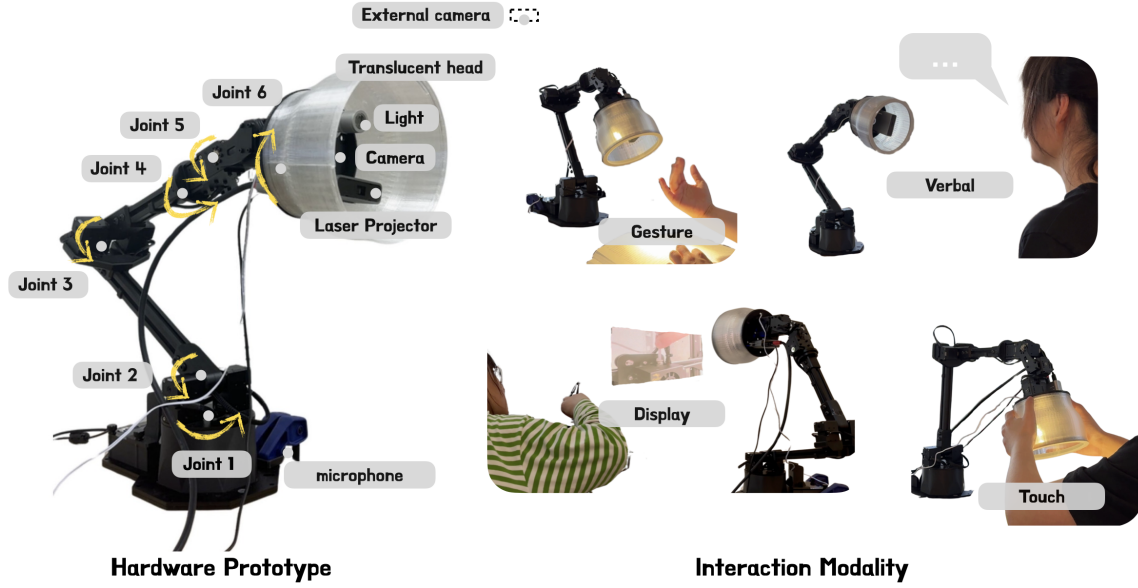 External camera
Translucent head
Joint 6
Light
Joint 5
Camera
Joint 4
Laser Projector
Joint 3
Joint 2
Joint 1
microphone
Hardware Prototype
...
Gesture
Verbal
Display
Touch
Interaction Modality